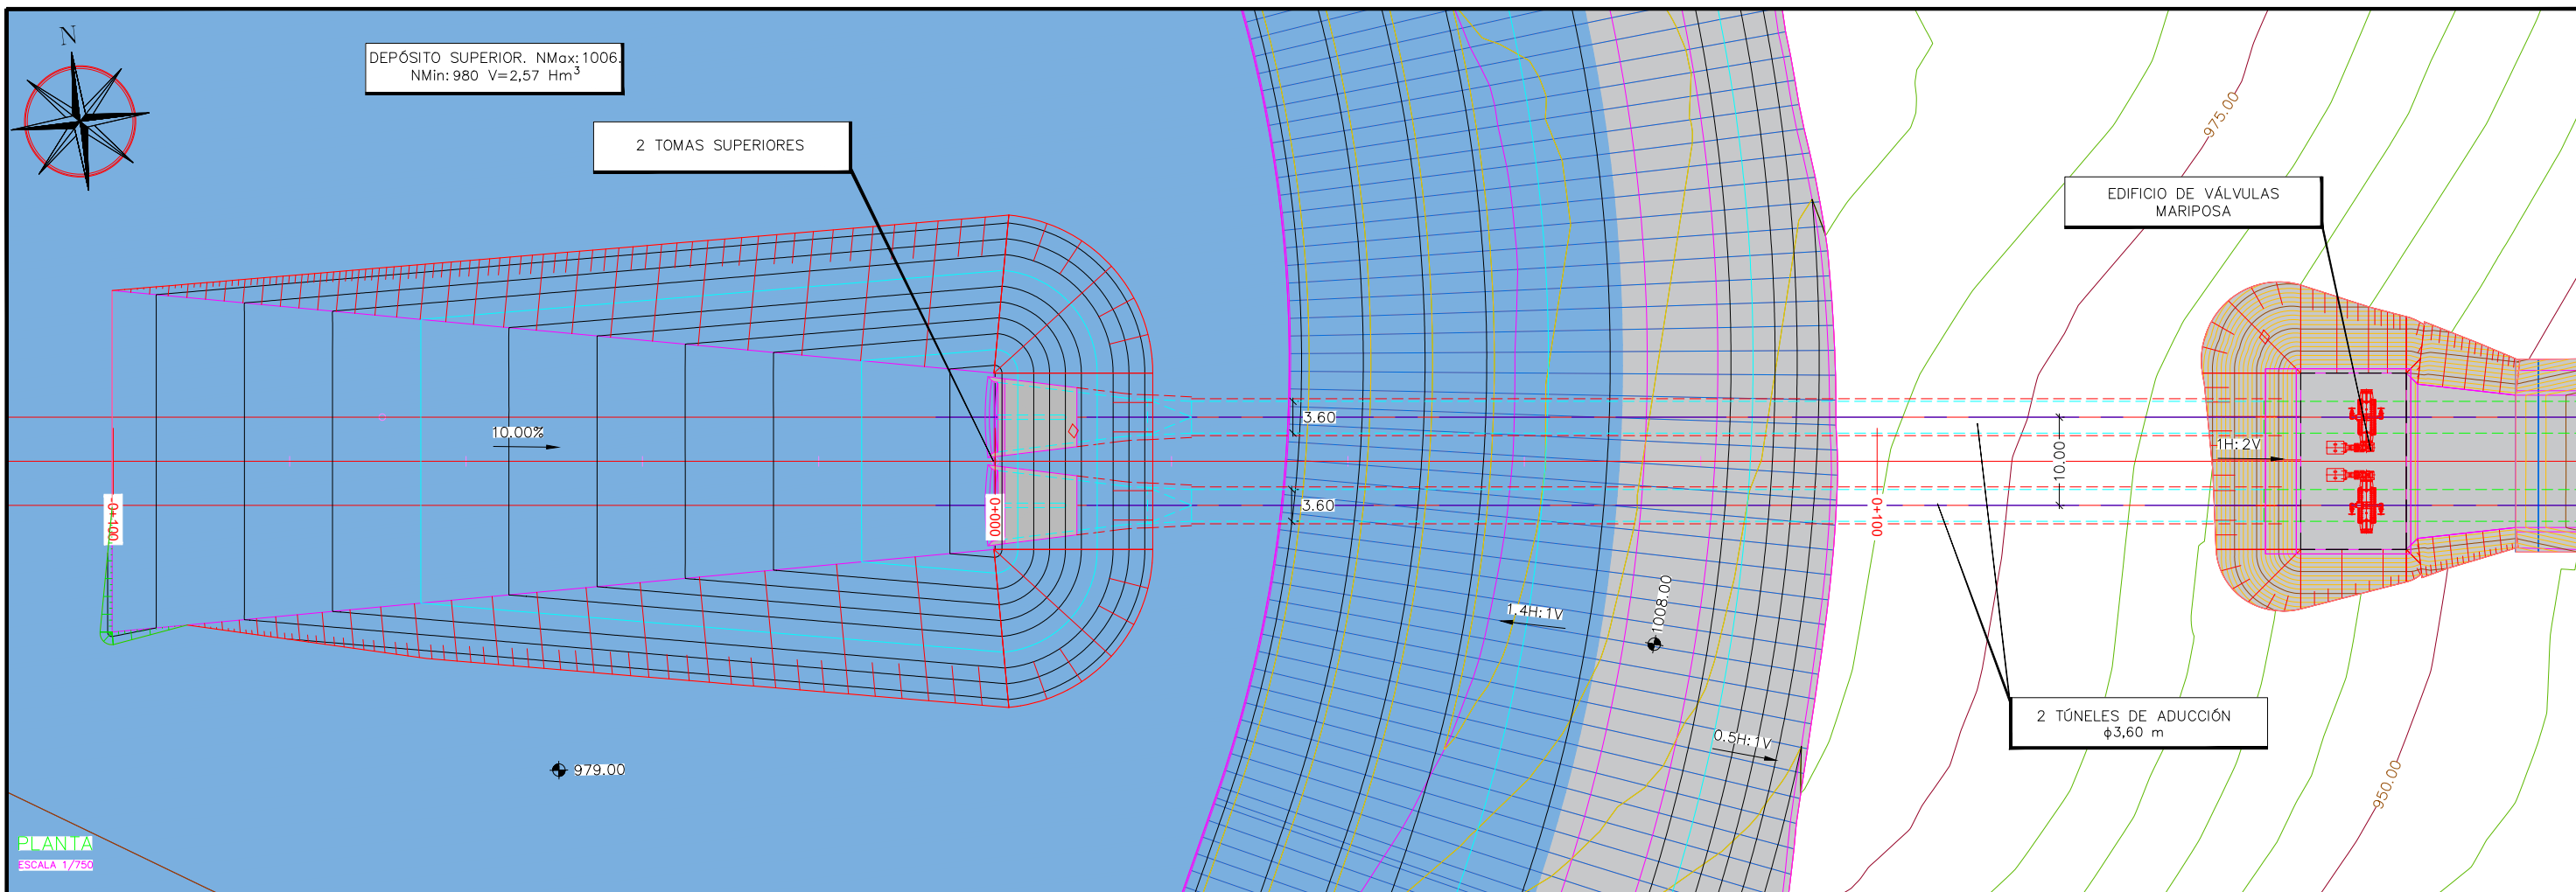 N
DEPÓSITO SUPERIOR. NMax:1006.
NMin:980 V=2,57 Hm³
2 TOMAS SUPERIORES
975.00
EDIFICIO DE VÁLVULAS
MARIPOSA
10.00%
3.60
3.60
-0+100
0+000
0+100
10.00
1H:2V
1.4H:1V
1008.00
0.5H:1V
2 TÚNELES DE ADUCCIÓN
ϕ3,60 m
979.00
950.00
PLANTA
ESCALA 1/750